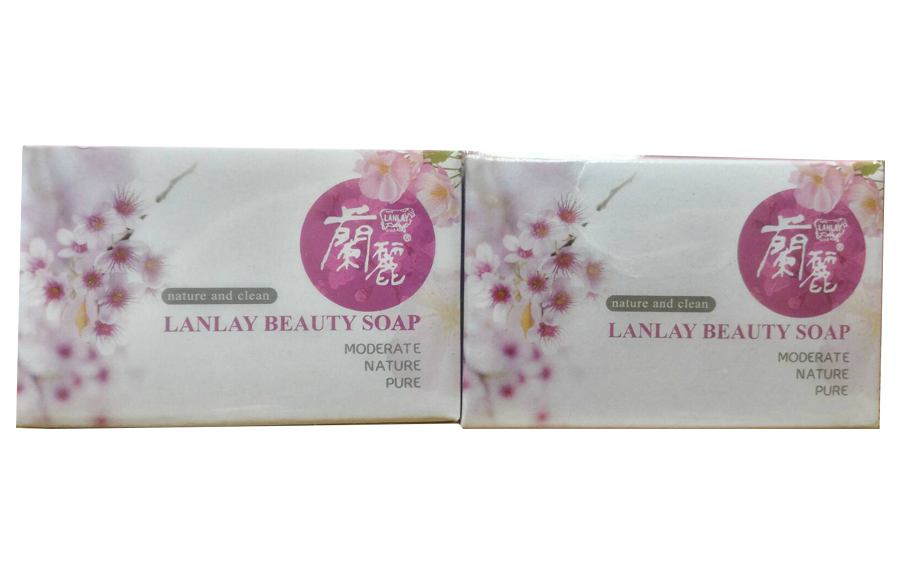 蘭麗
LANLAY
®
nature and clean
LANLAY BEAUTY SOAP
MODERATE
NATURE
PURE
蘭麗
LANLAY
®
nature and clean
LANLAY BEAUTY SOAP
MODERATE
NATURE
PURE